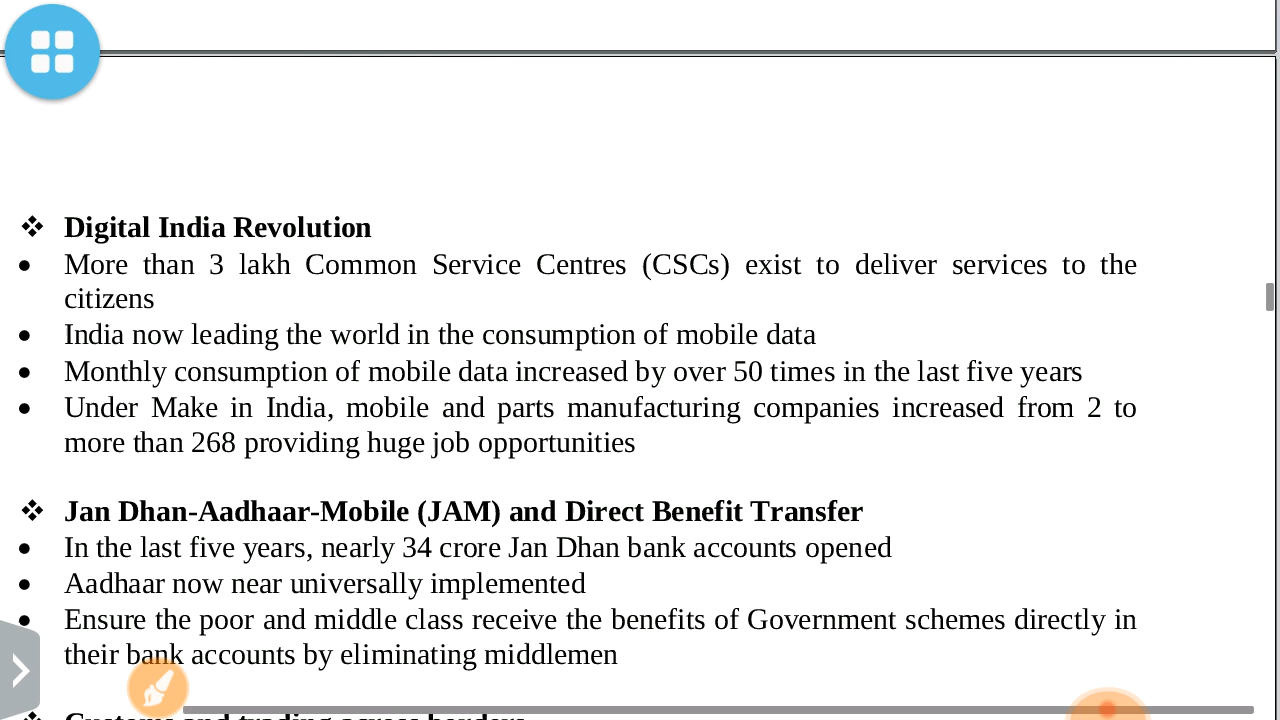 ❖ Digital India Revolution
• More than 3 lakh Common Service Centres (CSCs) exist to deliver services to the
citizens
• India now leading the world in the consumption of mobile data
• Monthly consumption of mobile data increased by over 50 times in the last five years
• Under Make in India, mobile and parts manufacturing companies increased from 2 to
more than 268 providing huge job opportunities
❖ Jan Dhan-Aadhaar-Mobile (JAM) and Direct Benefit Transfer
• In the last five years, nearly 34 crore Jan Dhan bank accounts opened
• Aadhaar now near universally implemented
• Ensure the poor and middle class receive the benefits of Government schemes directly in
their bank accounts by eliminating middlemen
❖ Customs and trading across borders